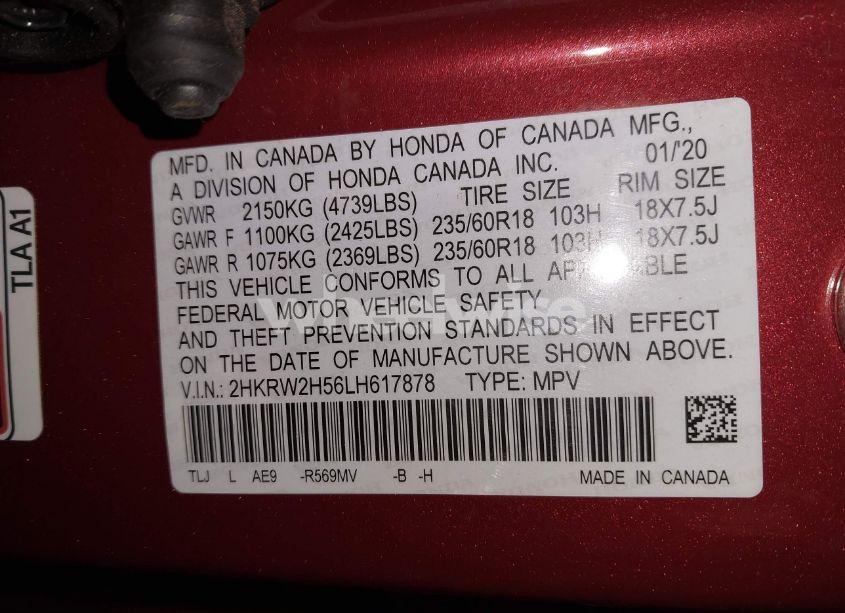 MFD. IN CANADA BY HONDA OF CANADA MFG.,
A DIVISION OF HONDA CANADA INC. 01/'20
GVWR 2150KG (4739LBS) TIRE SIZE RIM SIZE
GAWR F 1100KG (2425LBS) 235/60R18 103H 18X7.5J
GAWR R 1075KG (2369LBS) 235/60R18 103H 18X7.5J
THIS VEHICLE CONFORMS TO ALL
FEDERAL MOTOR VEHICLE SAFETY
AND THEFT PREVENTION STANDARDS IN EFFECT
ON THE DATE OF MANUFACTURE SHOWN ABOVE.
V.I.N.: 2HKRW2H56LH617878 TYPE: MPV
TLJ L AE9 -R569MV -B -H MADE IN CANADA
TLA A1